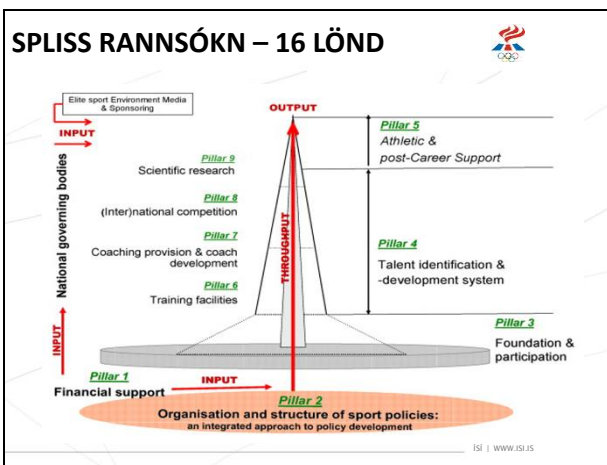 SPLISS RANNSÓKN – 16 LÖND
Elite sport Environment Media
& Sponsoring
INPUT
OUTPUT
Pillar 5
Athletic &
post-Career Support
Pillar 9
Scientific research
Pillar 8
(Inter)national competition
Pillar 7
Coaching provision & coach
development
Pillar 6
Training facilities
National governing bodies
THROUGHPUT
Pillar 4
Talent identification &
-development system
Pillar 3
Foundation &
participation
INPUT
Pillar 1
Financial support
INPUT
Pillar 2
Organisation and structure of sport policies:
an integrated approach to policy development
ísí | www.isi.is